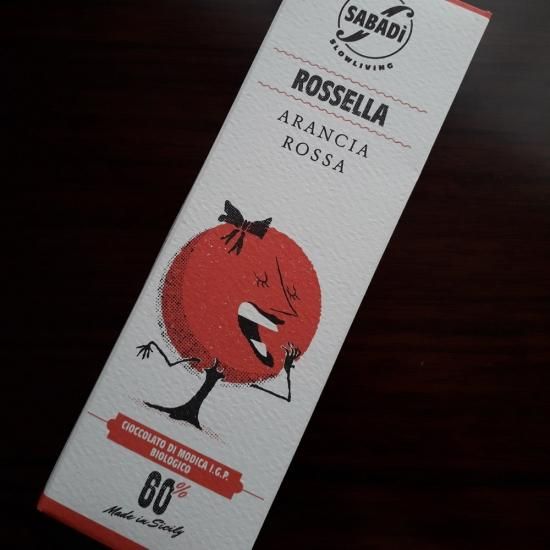 SABADÌ
SLOWLIVING
ROSSELLA
ARANCIA
ROSSA
CIOCCOLATO DI MODICA I.G.P.
BIOLOGICO
60%
Made in Sicily